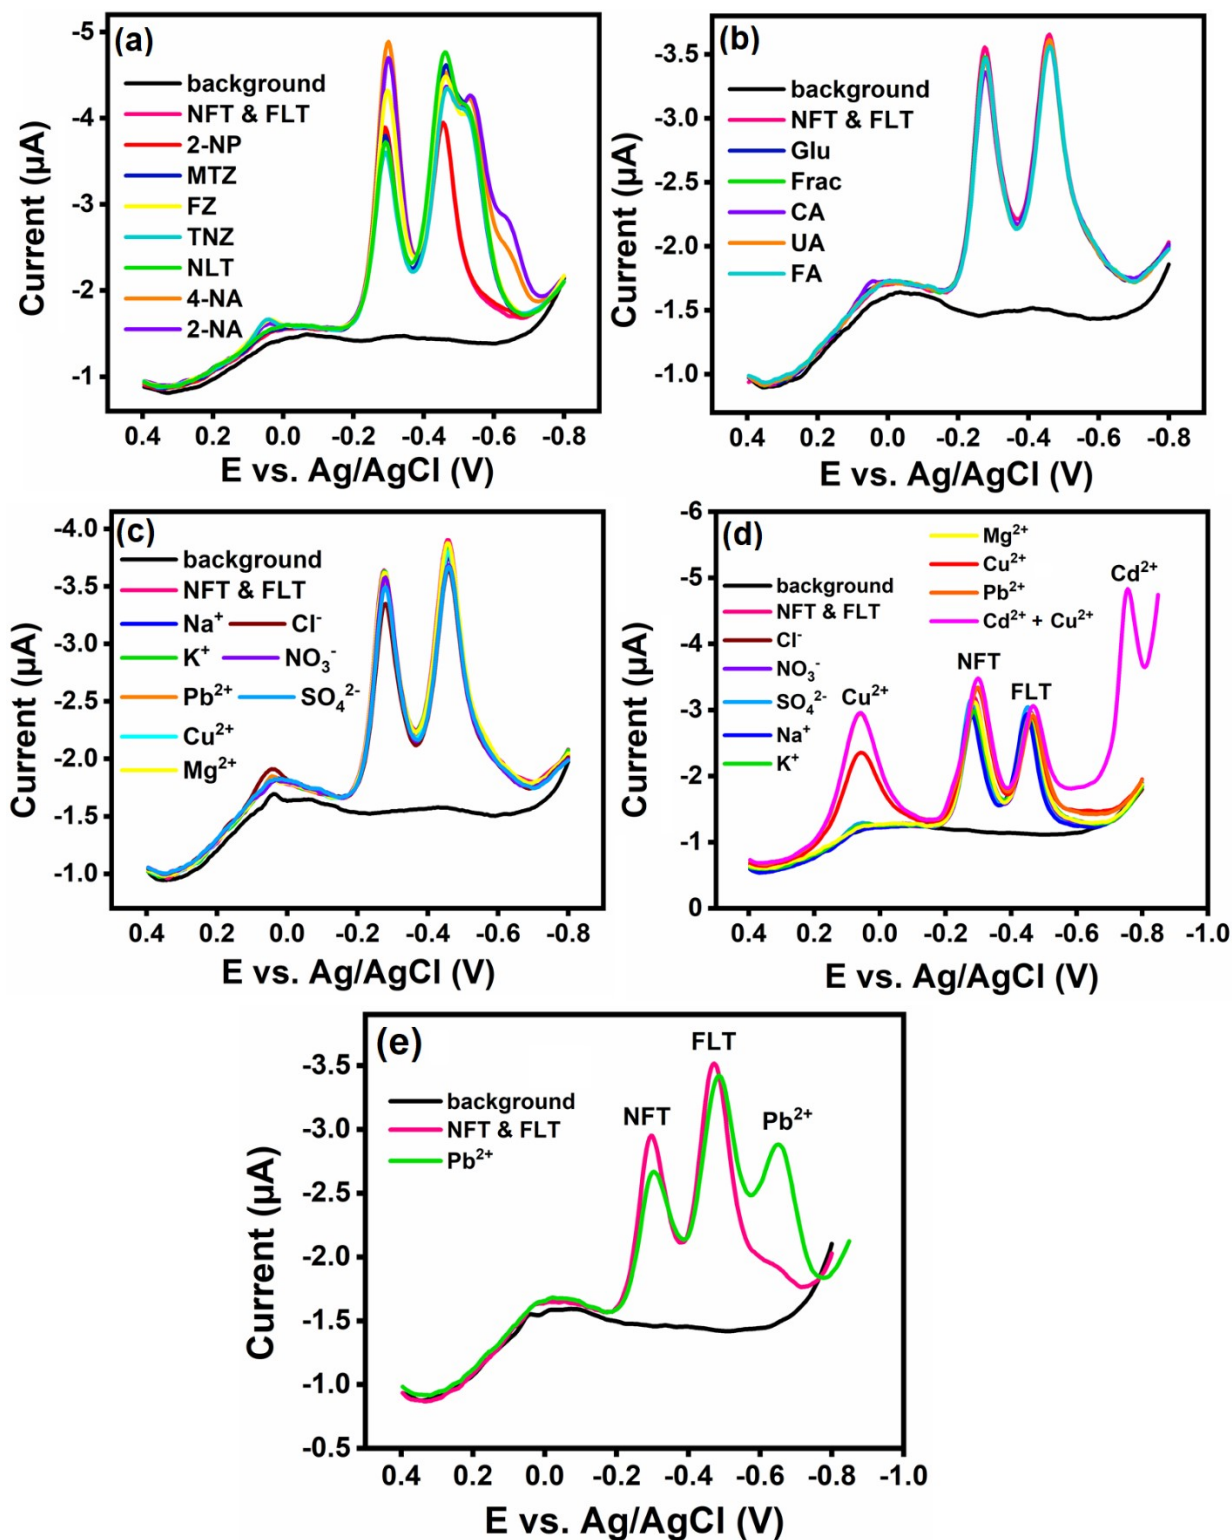 (a)
background
NFT & FLT
2-NP
MTZ
FZ
TNZ
NLT
4-NA
2-NA
Current (µA)
-5
-4
-3
-2
-1
0.4 0.2 0.0 -0.2 -0.4 -0.6 -0.8
E vs. Ag/AgCl (V)
(b)
background
NFT & FLT
Glu
Frac
CA
UA
FA
Current (µA)
-3.5
-3.0
-2.5
-2.0
-1.5
-1.0
0.4 0.2 0.0 -0.2 -0.4 -0.6 -0.8
E vs. Ag/AgCl (V)
(c)
background
NFT & FLT
Na⁺ Cl⁻
K⁺ NO₃⁻
Pb²⁺ SO₄²⁻
Cu²⁺
Mg²⁺
Current (µA)
-4.0
-3.5
-3.0
-2.5
-2.0
-1.5
-1.0
0.4 0.2 0.0 -0.2 -0.4 -0.6 -0.8
E vs. Ag/AgCl (V)
(d)
background
NFT & FLT
Cl⁻
NO₃⁻
SO₄²⁻
Na⁺
K⁺
Mg²⁺
Cu²⁺
Pb²⁺
Cd²⁺ + Cu²⁺
Cu²⁺
NFT
FLT
Cd²⁺
Current (µA)
-6
-5
-4
-3
-2
-1
0
0.4 0.2 0.0 -0.2 -0.4 -0.6 -0.8 -1.0
E vs. Ag/AgCl (V)
(e)
background
NFT & FLT
Pb²⁺
NFT
FLT
Pb²⁺
Current (µA)
-3.5
-3.0
-2.5
-2.0
-1.5
-1.0
-0.5
0.4 0.2 0.0 -0.2 -0.4 -0.6 -0.8 -1.0
E vs. Ag/AgCl (V)